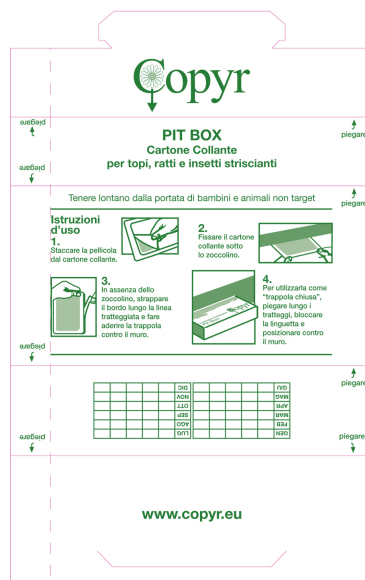 Copyr
piegare
piegare
PIT BOX
Cartone Collante
per topi, ratti e insetti striscianti
piegare
piegare
Tenere lontano dalla portata di bambini e animali non target
Istruzioni
d'uso
1.
Staccare la pellicola
dal cartone collante.
2.
Fissare il cartone
collante sotto
lo zoccolino.
3.
In assenza dello
zoccolino, strappare
il bordo lungo la linea
tratteggiata e fare
aderire la trappola
contro il muro.
4.
Per utilizzarla come
"trappola chiusa",
piegare lungo i
tratteggi, bloccare
la linguetta e
posizionare contro
il muro.
piegare
piegare
DIC GIU
NOV MAG
OTT APR
SEP MAR
AGO FEB
LUG GEN
piegare
piegare
www.copyr.eu